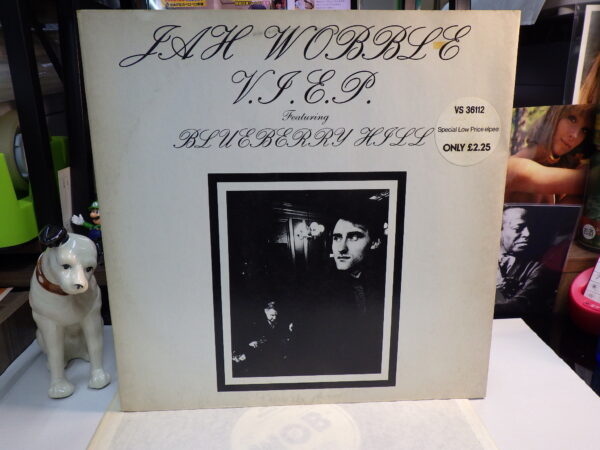 JAH WOBBLE
V.I.E.P.
Featuring
BLUEBERRY HILL
VS 36112
Special Low Price elpee
ONLY £2.25